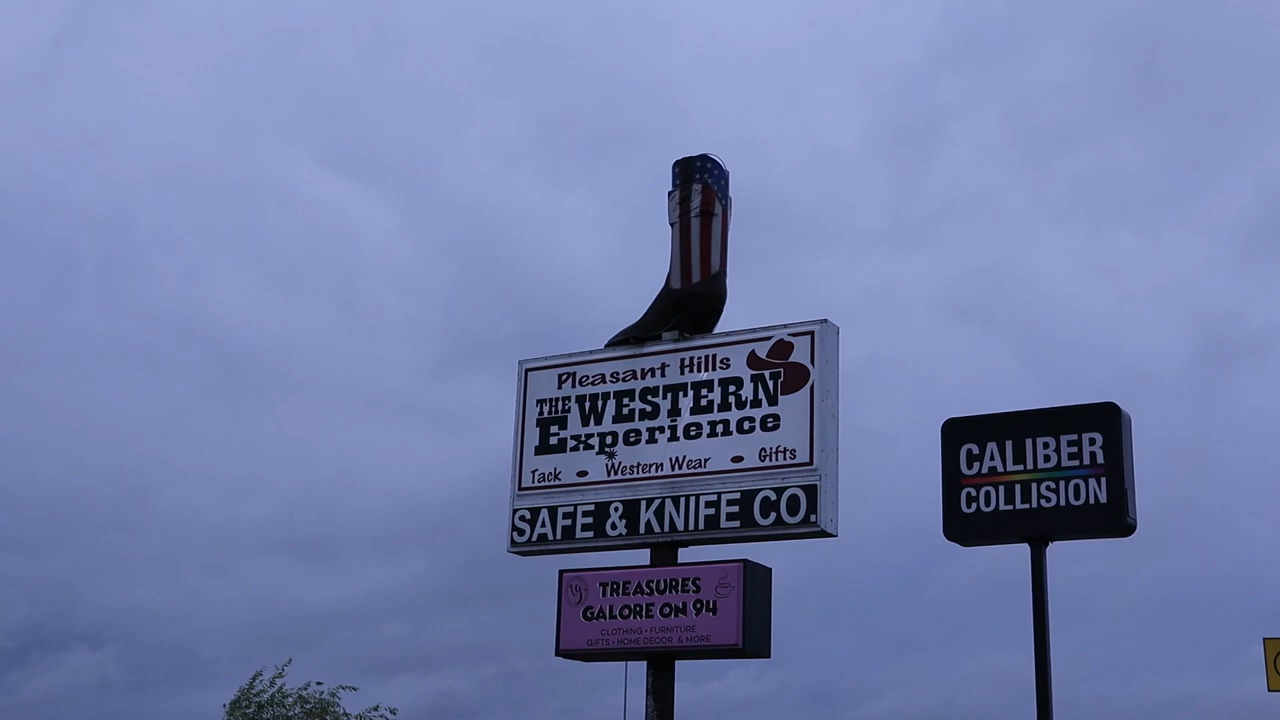 Pleasant Hills
THE WESTERN
Experience
Tack • Western Wear • Gifts
SAFE & KNIFE CO.
TREASURES
GALORE ON 94
CLOTHING • FURNITURE
GIFTS • HOME DECOR & MORE
CALIBER
COLLISION